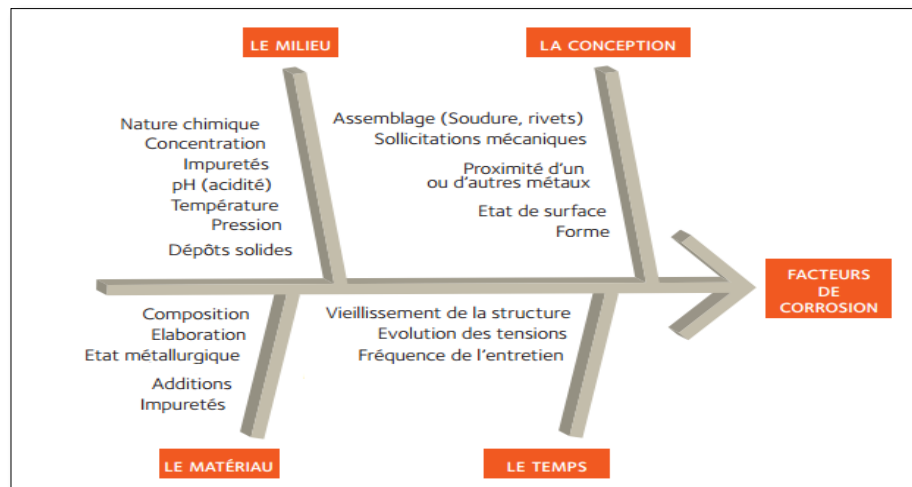 LE MILIEU
Nature chimique
Concentration
Impuretés
pH (acidité)
Température
Pression
Dépôts solides
LA CONCEPTION
Assemblage (Soudure, rivets)
Sollicitations mécaniques
Proximité d'un
ou d'autres métaux
Etat de surface
Forme
FACTEURS
DE
CORROSION
Composition
Elaboration
Etat métallurgique
Additions
Impuretés
LE MATÉRIAU
Vieillissement de la structure
Evolution des tensions
Fréquence de l'entretien
LE TEMPS